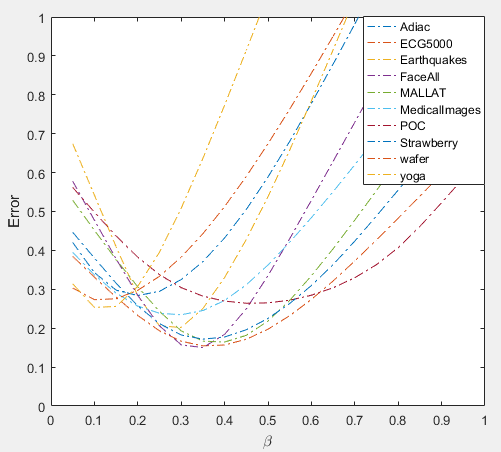 1
0.9
0.8
0.7
0.6
0.5
0.4
0.3
0.2
0.1
0
Error
0 0.1 0.2 0.3 0.4 0.5 0.6 0.7 0.8 0.9 1
β
Adiac
ECG5000
Earthquakes
FaceAll
MALLAT
MedicalImages
POC
Strawberry
wafer
yoga